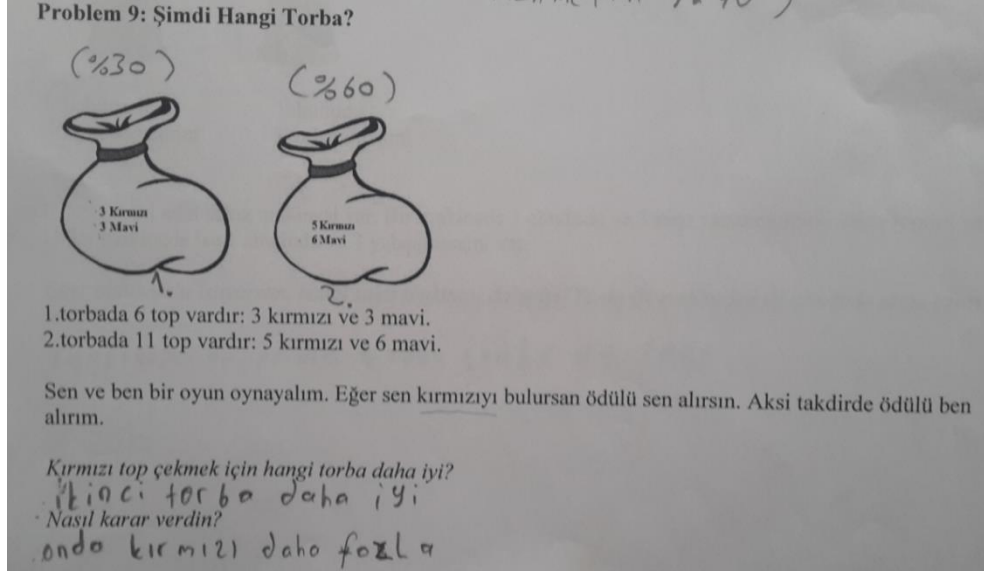 Problem 9: Şimdi Hangi Torba?
(%30)
(%60)
3 Kırmızı
3 Mavi
5 Kırmızı
6 Mavi
1.
2.
1.torbada 6 top vardır: 3 kırmızı ve 3 mavi.
2.torbada 11 top vardır: 5 kırmızı ve 6 mavi.
Sen ve ben bir oyun oynayalım. Eğer sen kırmızıyı bulursan ödülü sen alırsın. Aksi takdirde ödülü ben
alırım.
Kırmızı top çekmek için hangi torba daha iyi?
ikinci torba daha iyi
Nasıl karar verdin?
onda kırmızı daha fazla